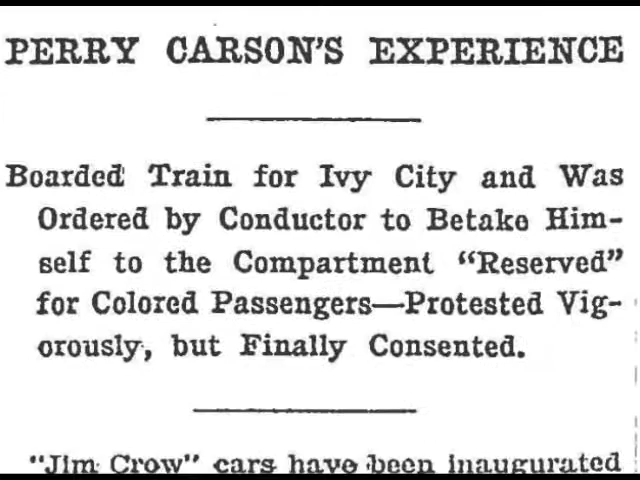 PERRY CARSON'S EXPERIENCE
Boarded Train for Ivy City and Was
Ordered by Conductor to Betake Him-
self to the Compartment "Reserved"
for Colored Passengers—Protested Vig-
orously, but Finally Consented.
"Jim Crow" cars have been inaugurated